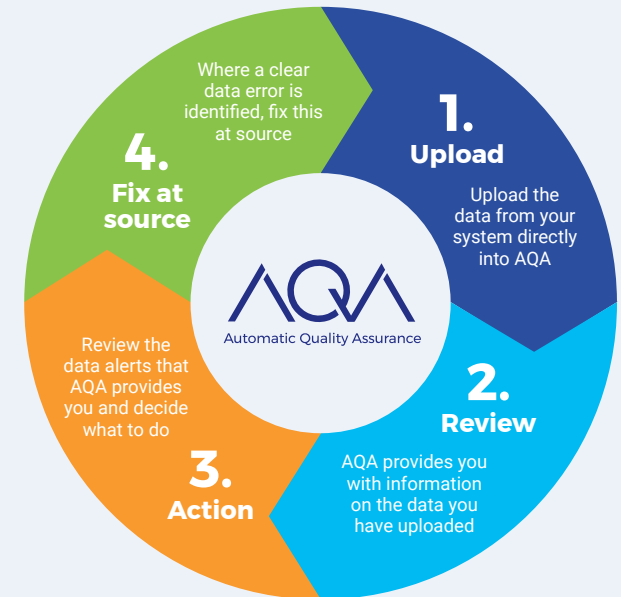 1.
Upload
Upload the
data from your
system directly
into AQA
2.
Review
AQA provides you
with information
on the data you
have uploaded
3.
Action
Review the
data alerts that
AQA provides
you and decide
what to do
4.
Fix at
source
Where a clear
data error is
identified, fix this
at source
AQA
Automatic Quality Assurance